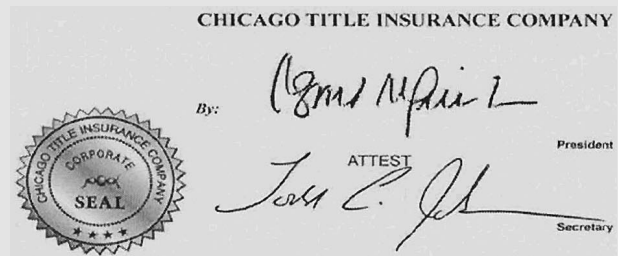 CHICAGO TITLE INSURANCE COMPANY
By:
President
ATTEST
Secretary
CHICAGO TITLE INSURANCE COMPANY
CORPORATE
SEAL